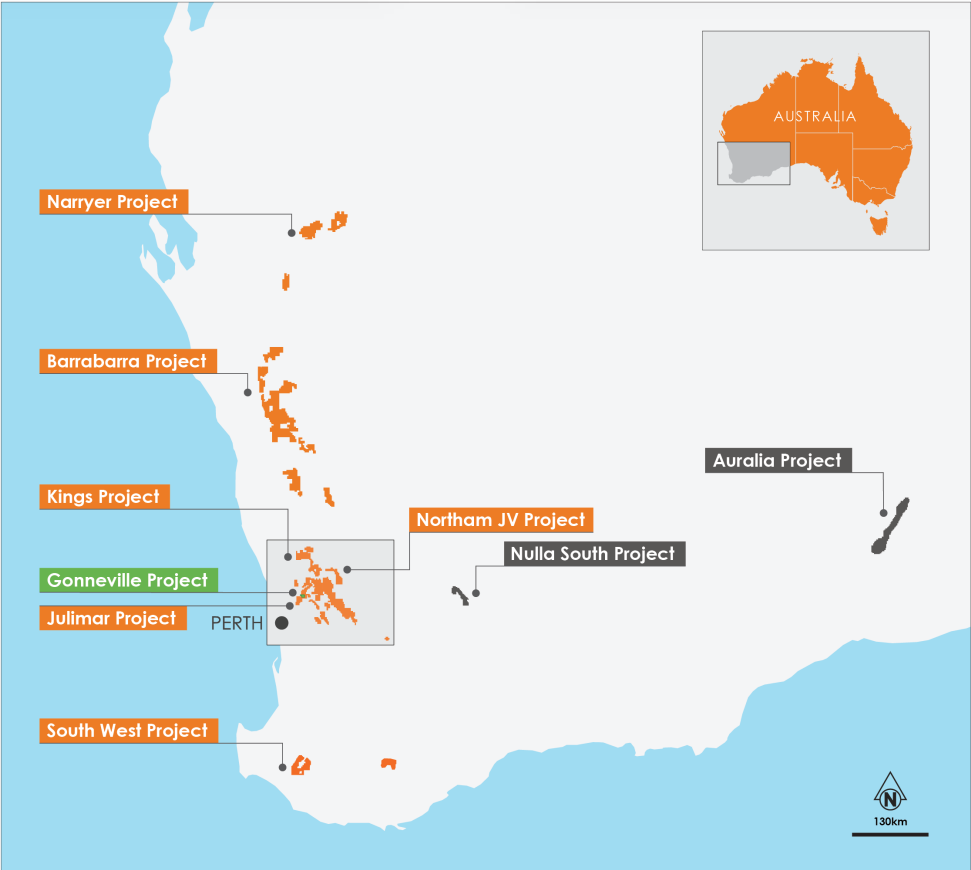 AUSTRALIA
Narryer Project
Barrabarra Project
Auralia Project
Kings Project
Northam JV Project
Nulla South Project
Gonneville Project
Julimar Project
PERTH
South West Project
N
130km